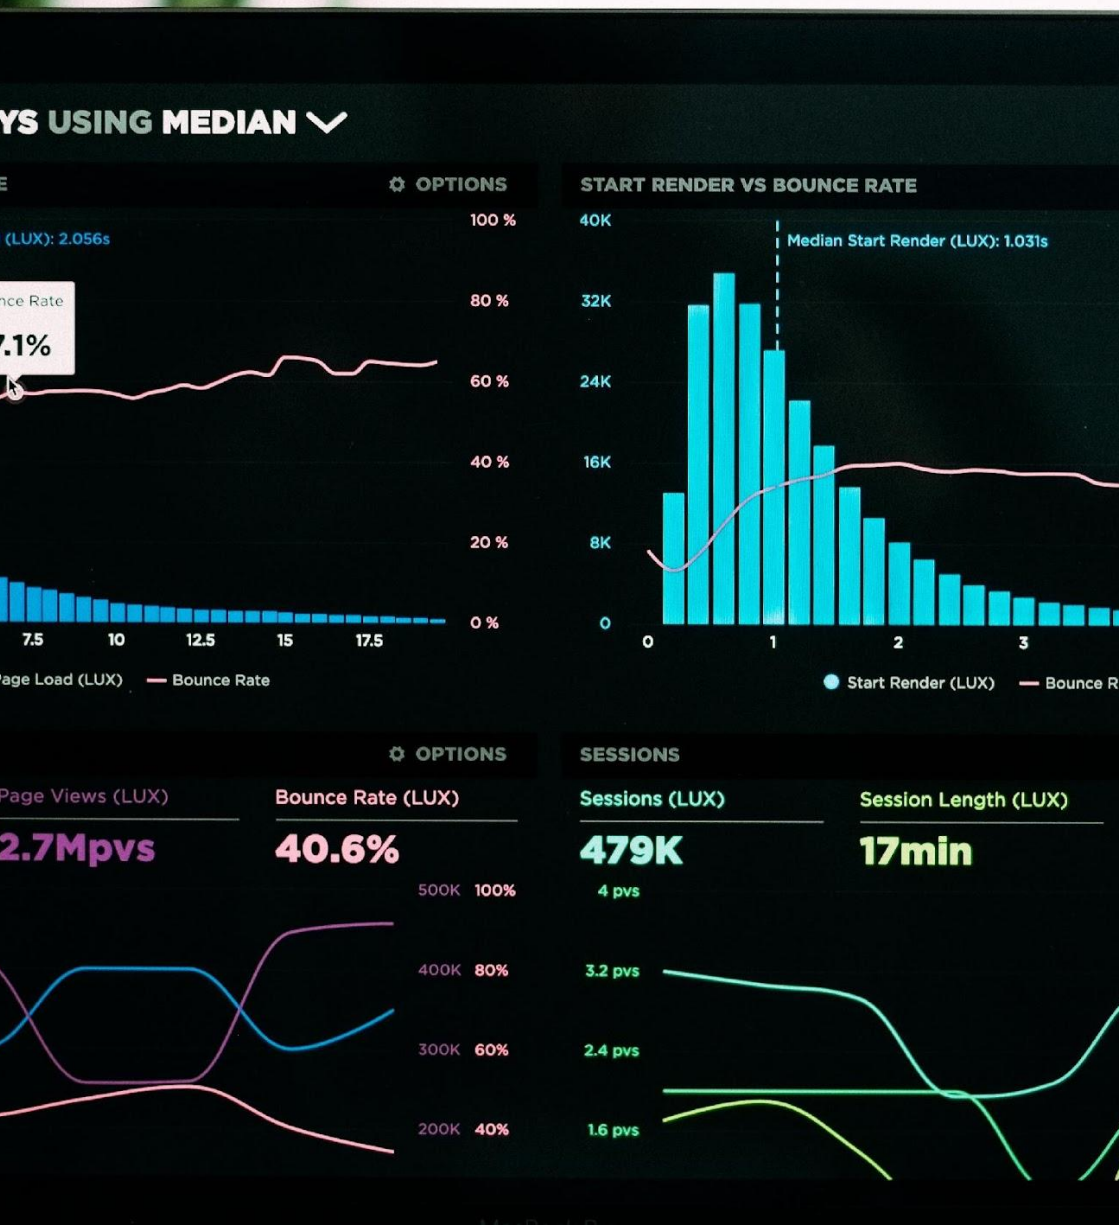 YS USING MEDIAN
E
OPTIONS
(LUX): 2.056s
nce Rate
7.1%
100 %
80 %
60 %
40 %
20 %
0 %
7.5 10 12.5 15 17.5
age Load (LUX) Bounce Rate
START RENDER VS BOUNCE RATE
Median Start Render (LUX): 1.031s
40K
32K
24K
16K
8K
0
0 1 2 3
Start Render (LUX) Bounce R
OPTIONS
Page Views (LUX) Bounce Rate (LUX)
2.7Mpvs 40.6%
500K 100%
400K 80%
300K 60%
200K 40%
SESSIONS
Sessions (LUX) Session Length (LUX)
479K 17min
4 pvs
3.2 pvs
2.4 pvs
1.6 pvs